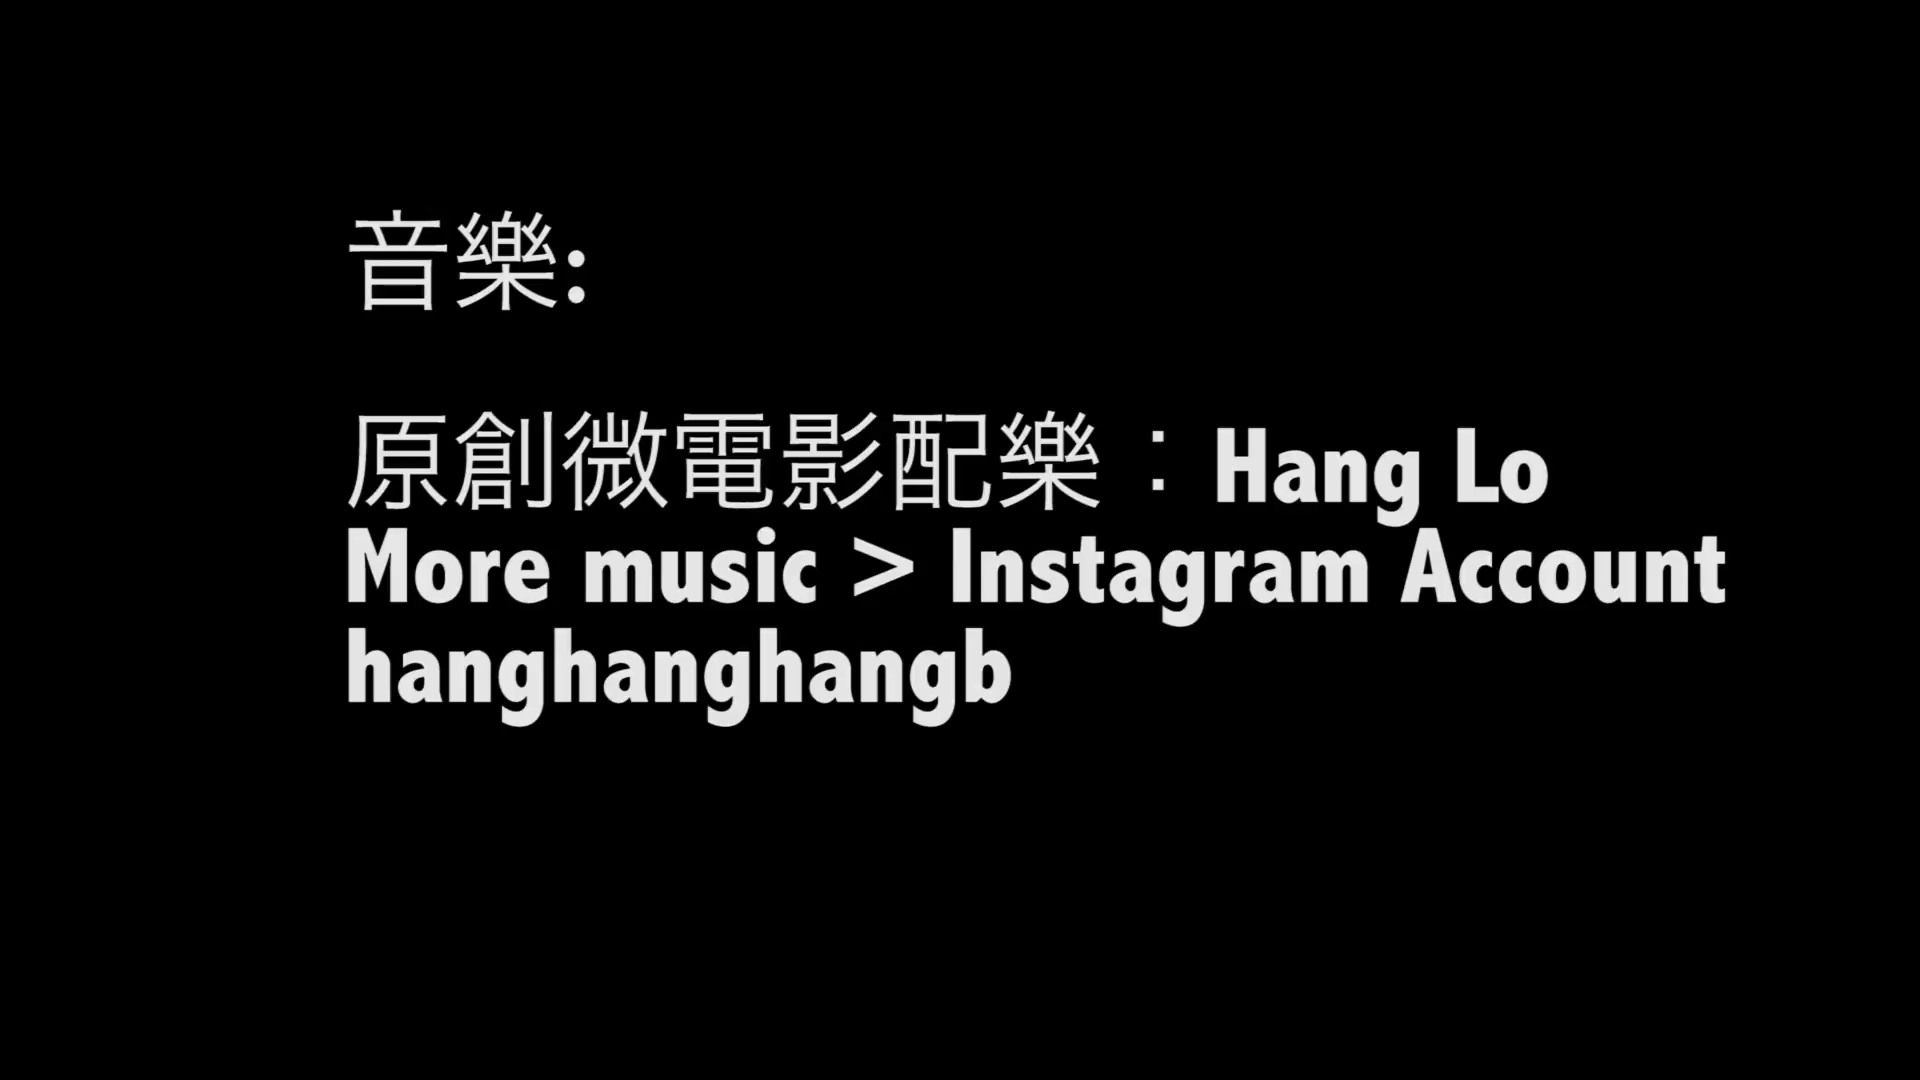 音樂:
原創微電影配樂：Hang Lo
More music > Instagram Account
hanghanghangb